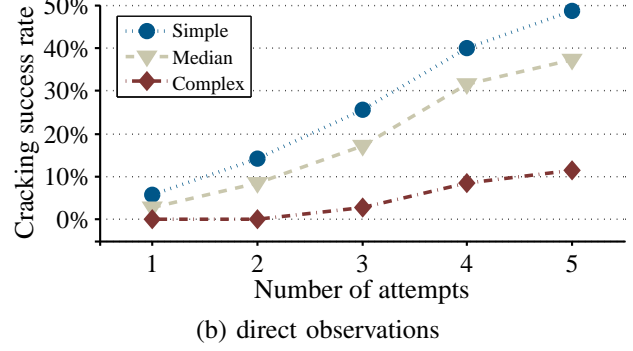 Cracking success rate
50%
40%
30%
20%
10%
0%
Simple
Median
Complex
1 2 3 4 5
Number of attempts
(b) direct observations